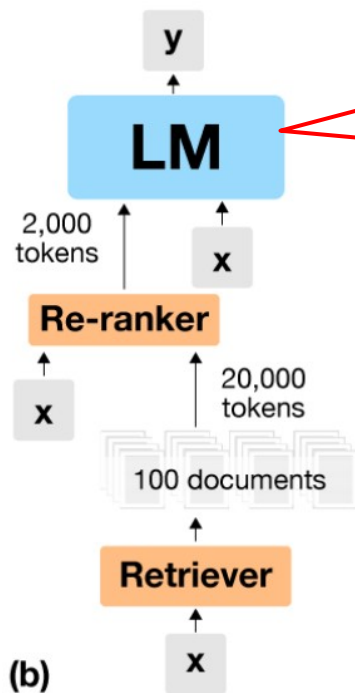 y
LM
2,000
tokens
x
Re-ranker
x
20,000
tokens
100 documents
Retriever
x
(b)